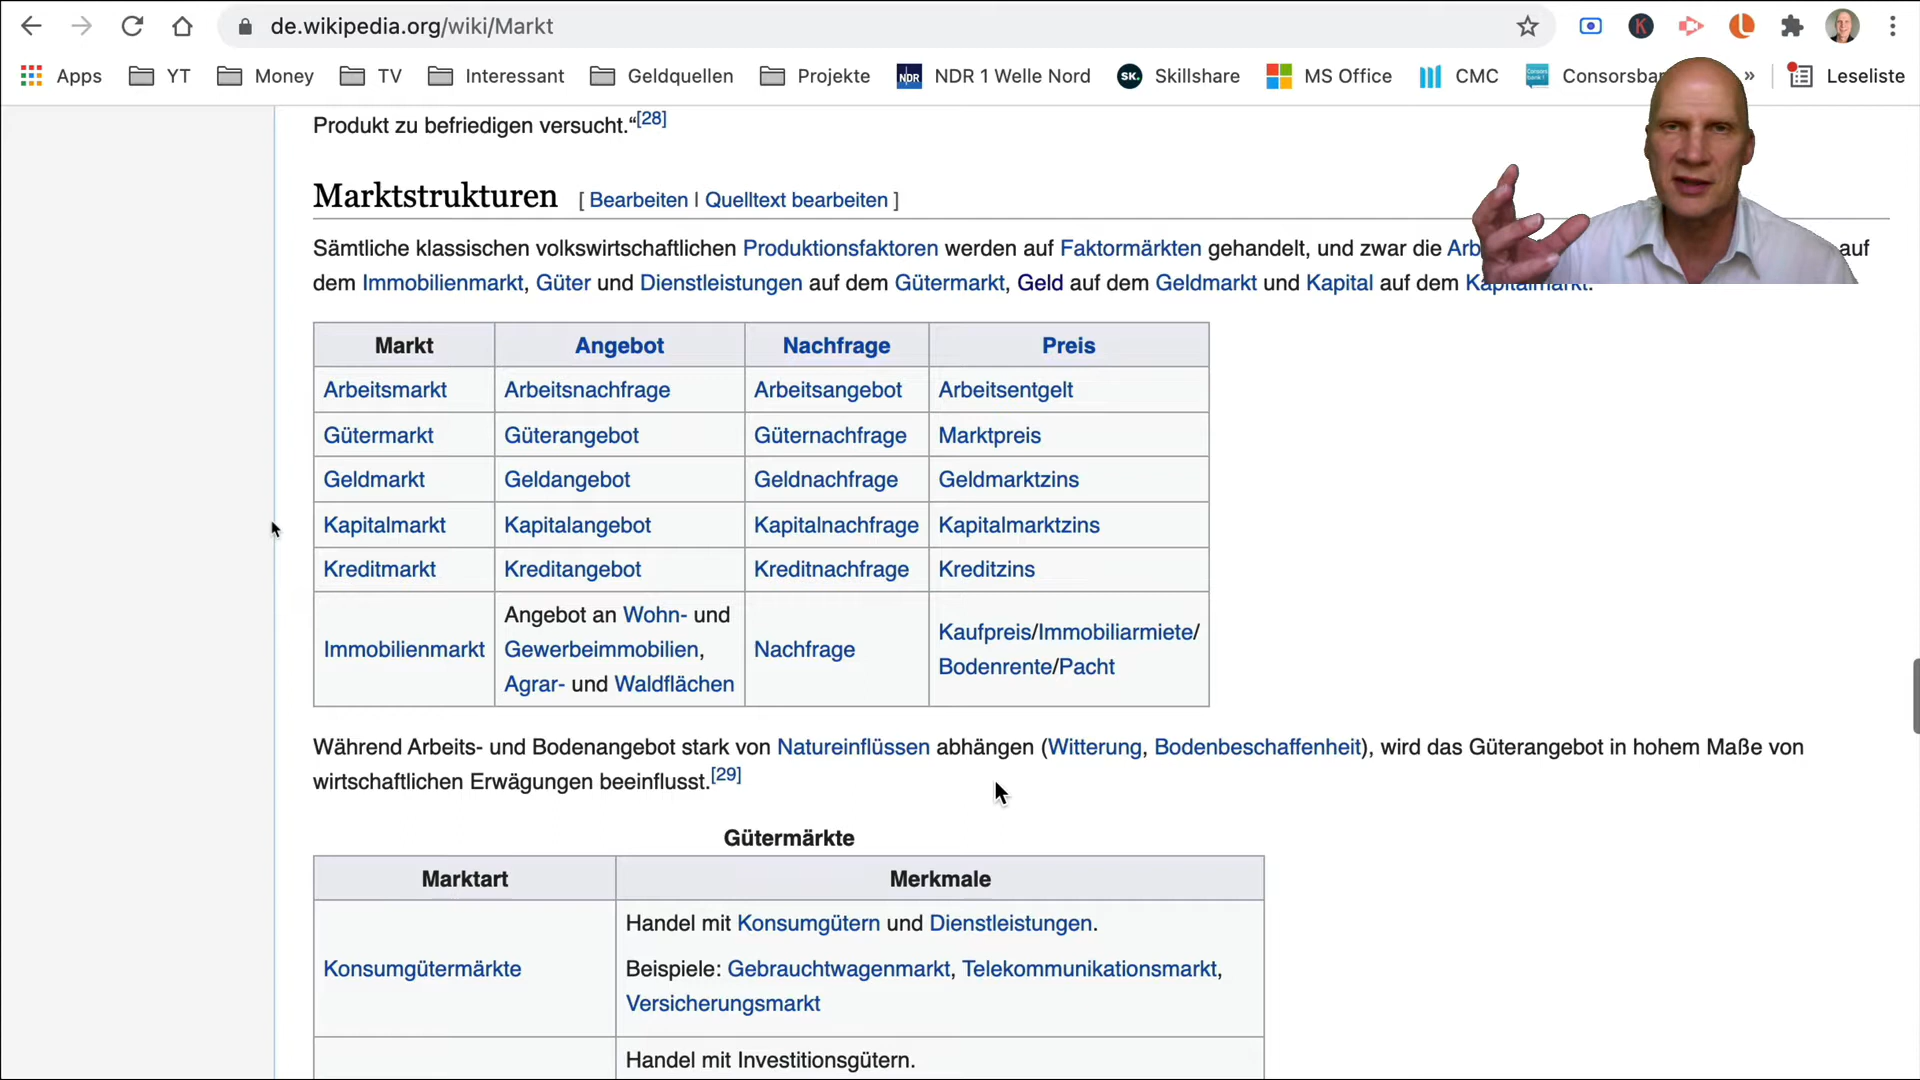 de.wikipedia.org/wiki/Markt
Apps YT Money TV Interessant Geldquellen Projekte NDR NDR 1 Welle Nord SK. Skillshare MS Office CMC » Leseliste
Produkt zu befriedigen versucht.“[28]
Marktstrukturen [ Bearbeiten | Quelltext bearbeiten ]
Sämtliche klassischen volkswirtschaftlichen Produktionsfaktoren werden auf Faktormärkten gehandelt, und zwar die auf
dem Immobilienmarkt, Güter und Dienstleistungen auf dem Gütermarkt, Geld auf dem Geldmarkt und Kapital auf dem Kapitalmarkt.
Markt Angebot Nachfrage Preis
Arbeitsmarkt Arbeitsnachfrage Arbeitsangebot Arbeitsentgelt
Gütermarkt Güterangebot Güternachfrage Marktpreis
Geldmarkt Geldangebot Geldnachfrage Geldmarktzins
Kapitalmarkt Kapitalangebot Kapitalnachfrage Kapitalmarktzins
Kreditmarkt Kreditangebot Kreditnachfrage Kreditzins
Immobilienmarkt
Angebot an Wohn- und
Gewerbeimmobilien,
Agrar- und Waldflächen
Nachfrage
Kaufpreis/Immobiliarmiete/
Bodenrente/Pacht
Während Arbeits- und Bodenangebot stark von Natureinflüssen abhängen (Witterung, Bodenbeschaffenheit), wird das Güterangebot in hohem Maße von
wirtschaftlichen Erwägungen beeinflusst.[29]
Gütermärkte
Marktart Merkmale
Konsumgütermärkte
Handel mit Konsumgütern und Dienstleistungen.
Beispiele: Gebrauchtwagenmarkt, Telekommunikationsmarkt,
Versicherungsmarkt
Handel mit Investitionsgütern.